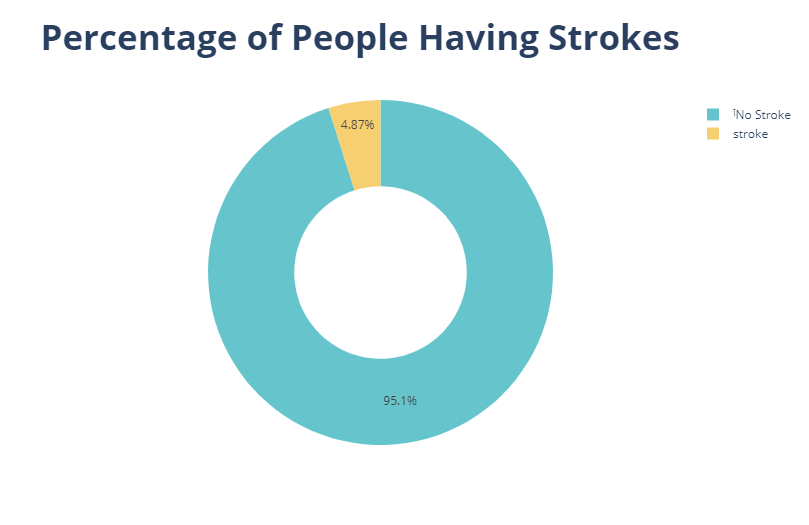 Percentage of People Having Strokes
No Stroke
stroke
4.87%
95.1%